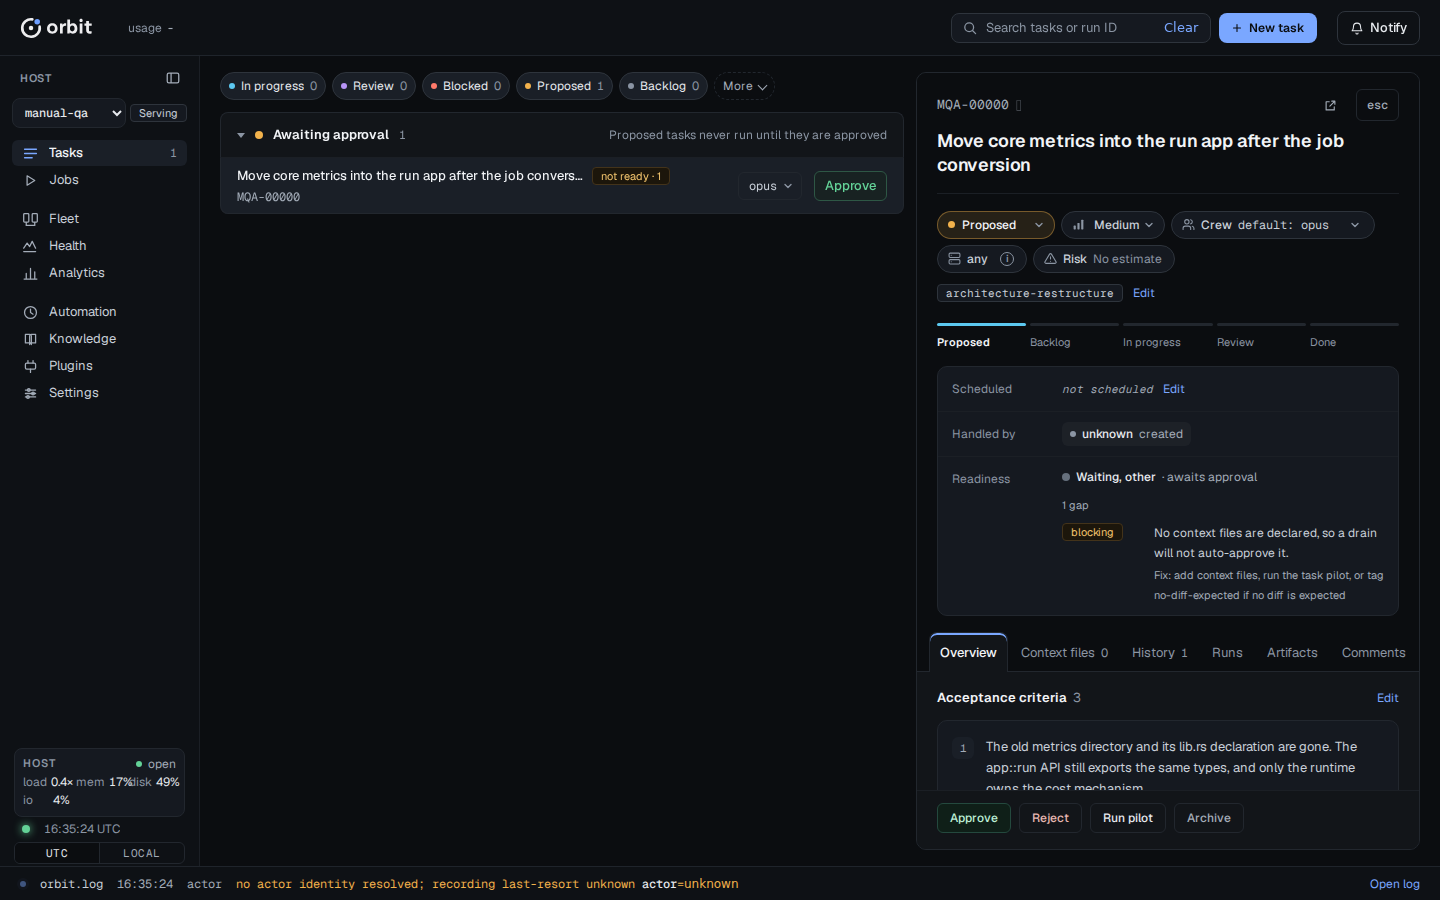 orbit
usage -
Search tasks or run ID
Clear
+ New task
Notify
HOST
manual-qa
Serving
Tasks 1
Jobs
Fleet
Health
Analytics
Automation
Knowledge
Plugins
Settings
HOST open
load 0.4× mem 17% disk 49%
io 4%
16:35:24 UTC
UTC LOCAL
In progress 0
Review 0
Blocked 0
Proposed 1
Backlog 0
More
Awaiting approval 1
Proposed tasks never run until they are approved
Move core metrics into the run app after the job convers...
not ready · 1
MQA-00000
opus
Approve
MQA-00000
esc
Move core metrics into the run app after the job
conversion
Proposed
Medium
Crew default: opus
any
Risk No estimate
architecture-restructure
Edit
Proposed
Backlog
In progress
Review
Done
Scheduled
not scheduled Edit
Handled by
unknown created
Readiness
Waiting, other · awaits approval
1 gap
blocking
No context files are declared, so a drain
will not auto-approve it.
Fix: add context files, run the task pilot, or tag
no-diff-expected if no diff is expected
Overview
Context files 0
History 1
Runs
Artifacts
Comments
Acceptance criteria 3
Edit
1
The old metrics directory and its lib.rs declaration are gone. The
app::run API still exports the same types, and only the runtime
owns the cost mechanism
Approve
Reject
Run pilot
Archive
orbit.log 16:35:24 actor no actor identity resolved; recording last-resort unknown actor=unknown
Open log